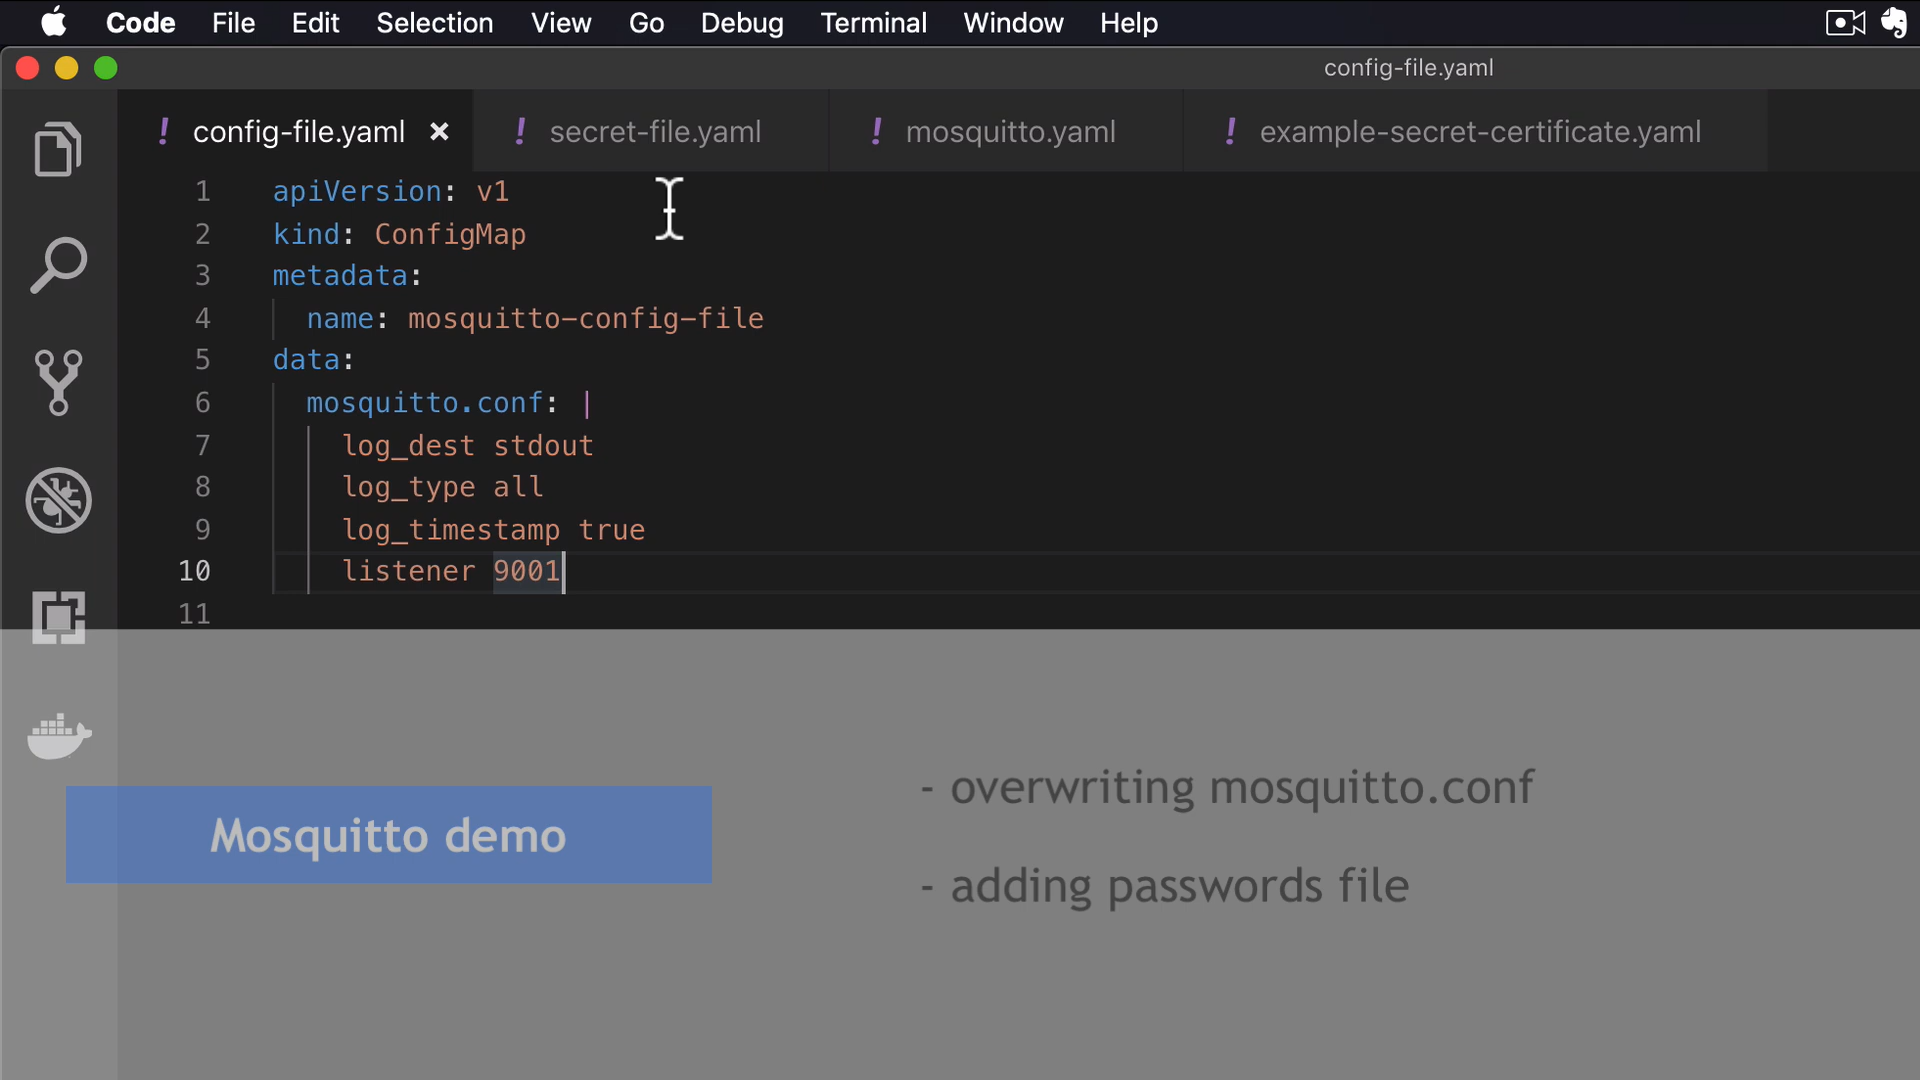 Code File Edit Selection View Go Debug Terminal Window Help
config-file.yaml
! config-file.yaml × ! secret-file.yaml ! mosquitto.yaml ! example-secret-certificate.yaml
1 apiVersion: v1
2 kind: ConfigMap
3 metadata:
4 name: mosquitto-config-file
5 data:
6 mosquitto.conf: |
7 log_dest stdout
8 log_type all
9 log_timestamp true
10 listener 9001
11
Mosquitto demo
- overwriting mosquitto.conf
- adding passwords file